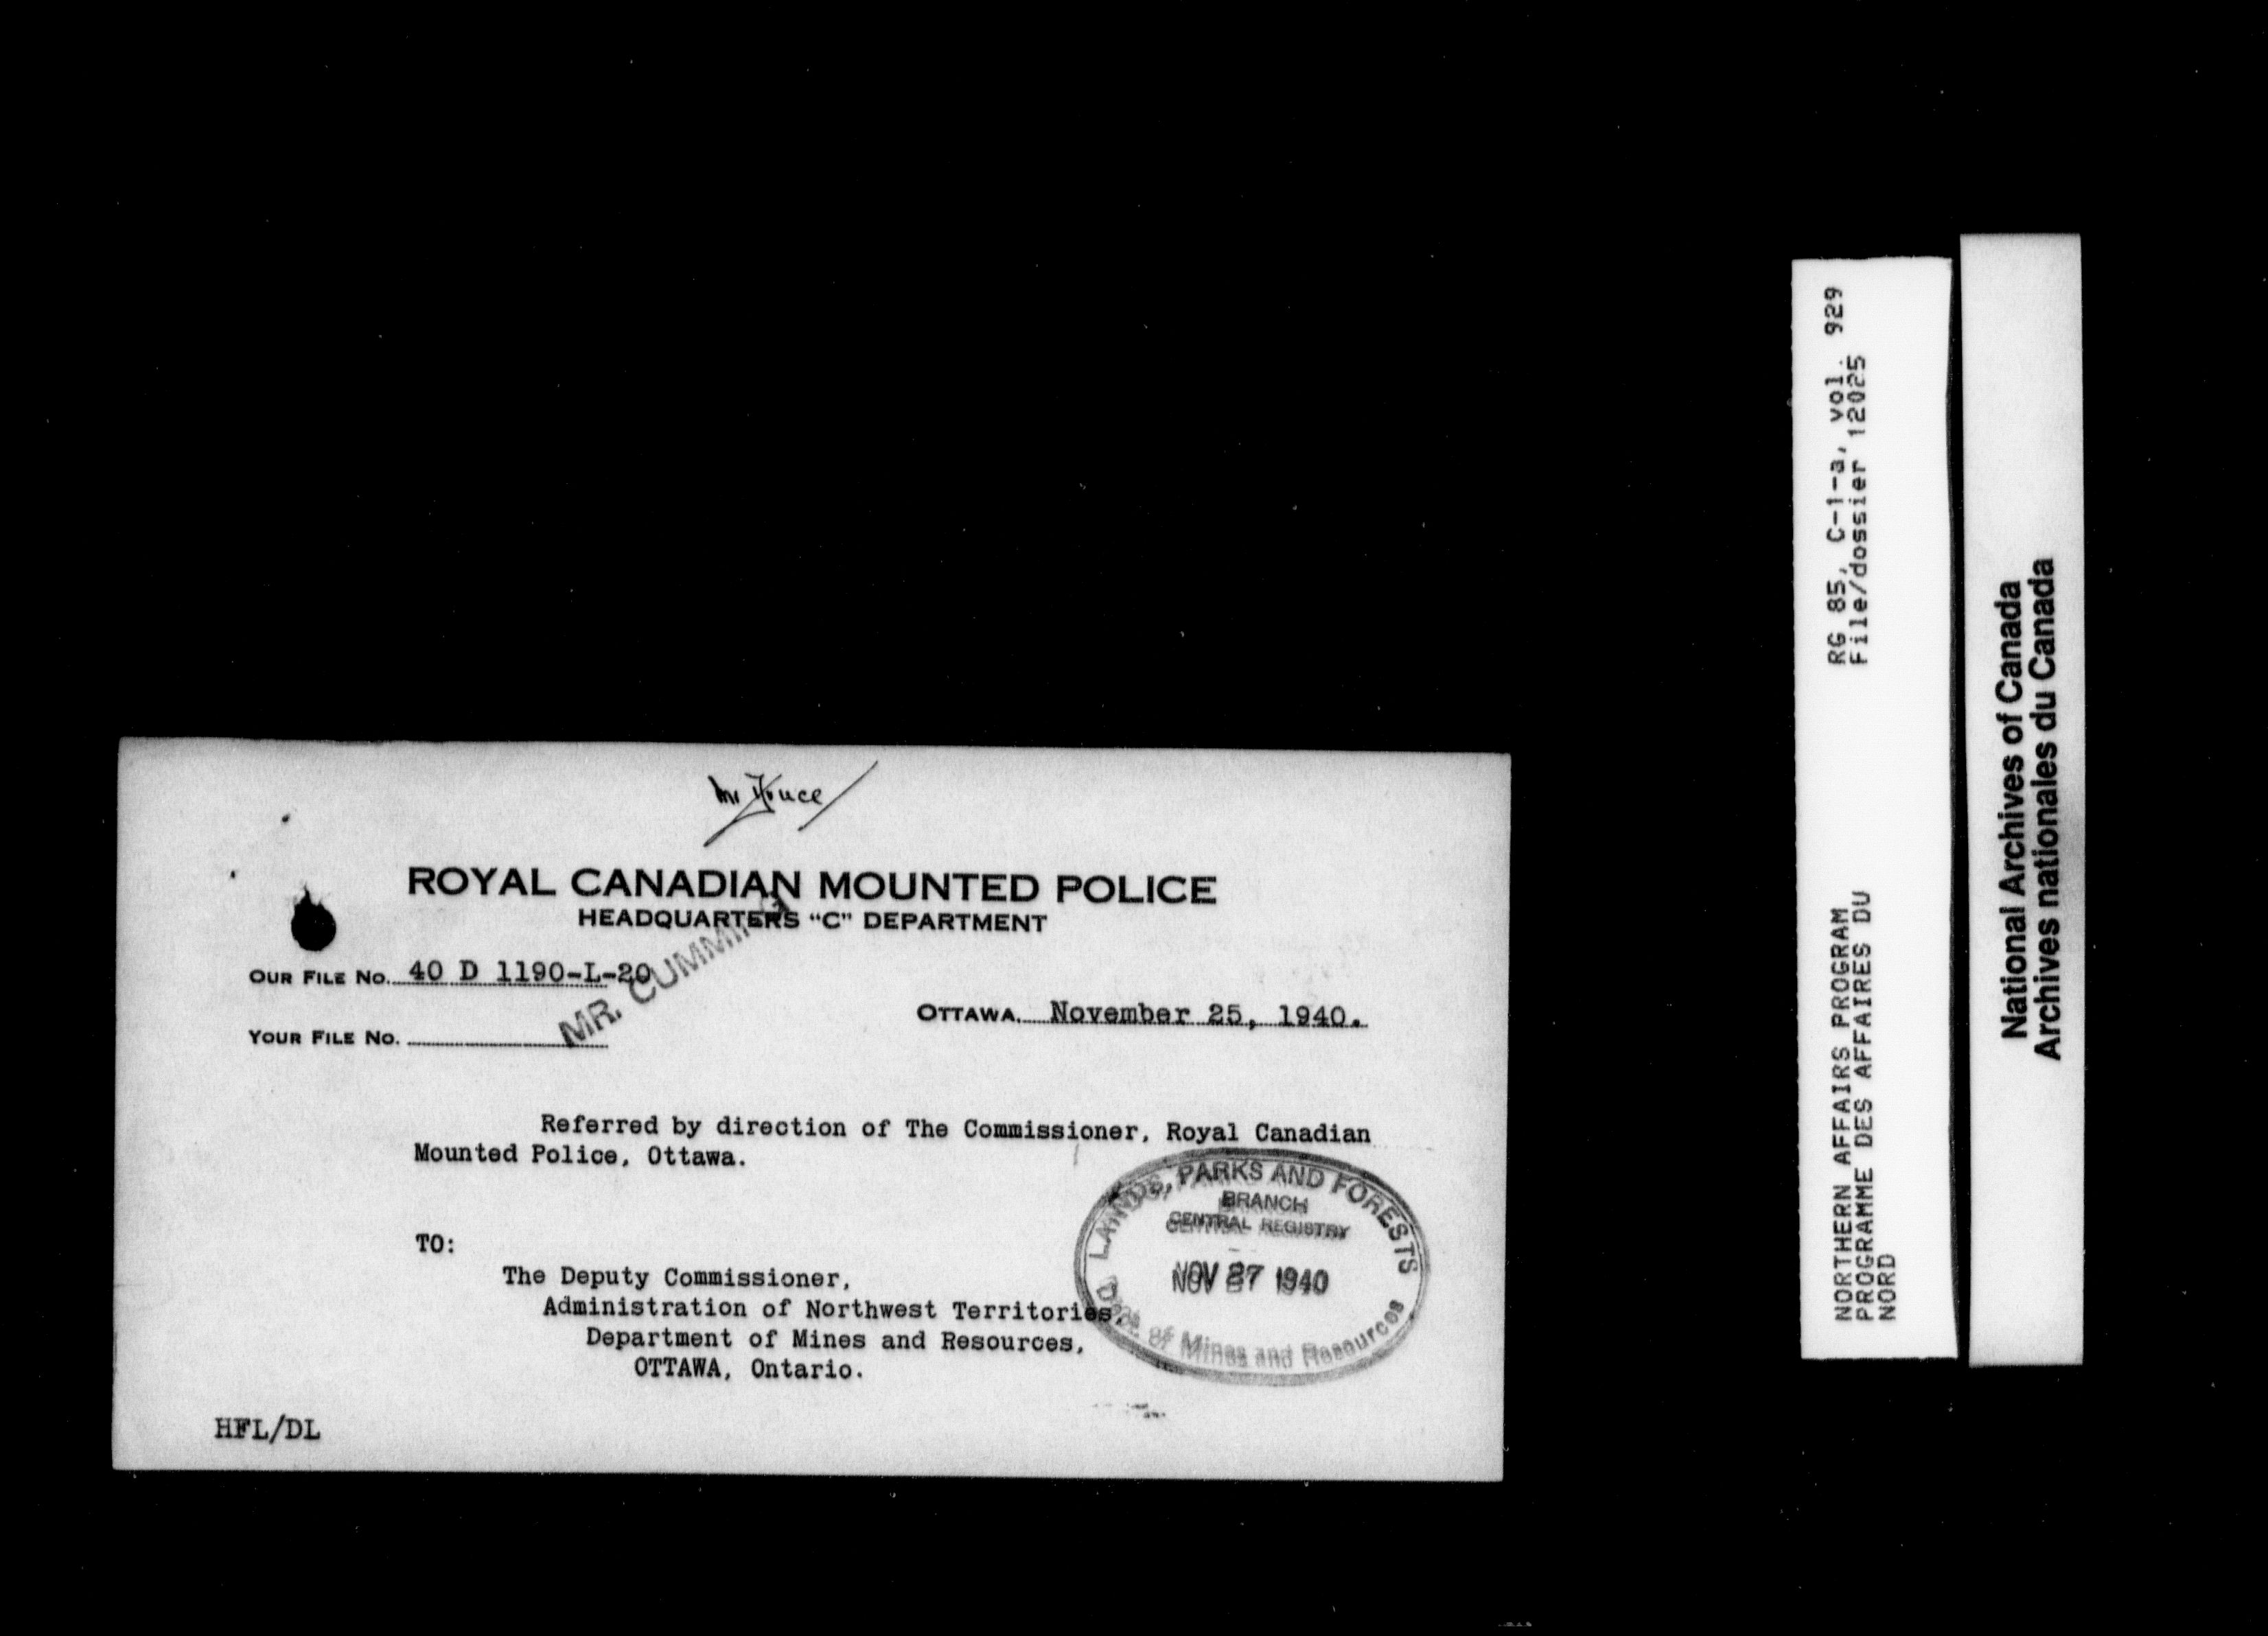 ROYAL CANADIAN MOUNTED POLICE
HEADQUARTERS "C" DEPARTMENT
MR. CUMMING
OUR FILE NO. 40 D 1190-L-20
OTTAWA, November 25, 1940.
YOUR FILE NO.
Referred by direction of The Commissioner, Royal Canadian
Mounted Police, Ottawa.
TO:
The Deputy Commissioner,
Administration of Northwest Territories,
Department of Mines and Resources,
OTTAWA, Ontario.
HFL/DL
LANDS, PARKS AND FORESTS
BRANCH
CENTRAL REGISTRY
NOV 27 1940
Dept. of Mines and Resources
RG 85, C-1-a, vol. 929
File/dossier 12025
NORTHERN AFFAIRS PROGRAM
PROGRAMME DES AFFAIRES DU
NORD
National Archives of Canada
Archives nationales du Canada